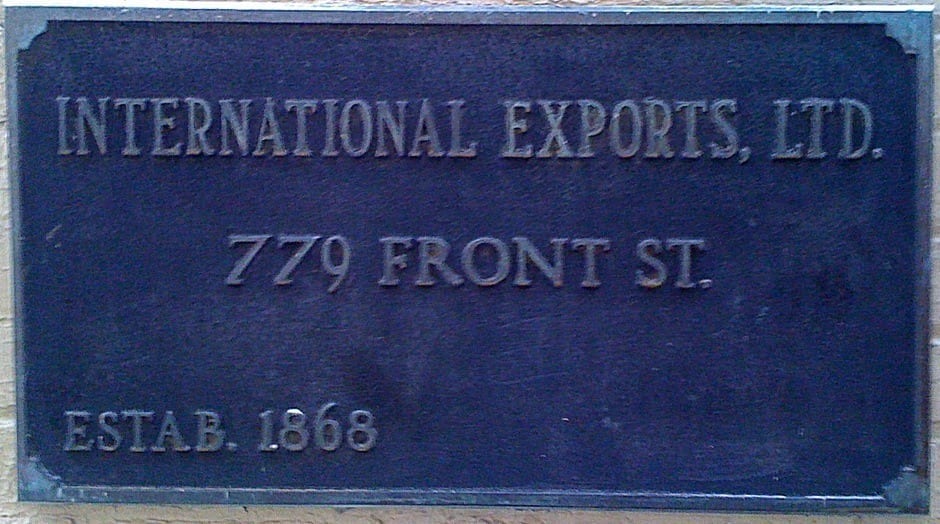 INTERNATIONAL EXPORTS, LTD.
779 FRONT ST.
ESTAB. 1868